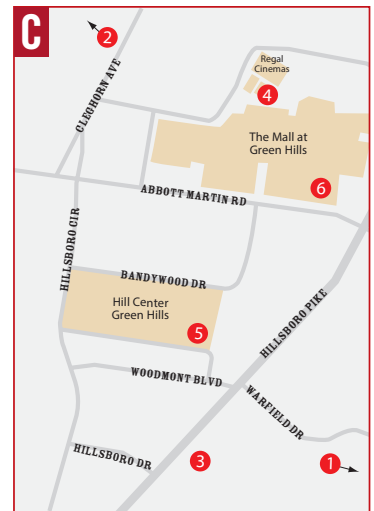 C
2
CLEGHORN AVE
Regal
Cinemas
4
The Mall at
Green Hills
6
ABBOTT MARTIN RD
HILLSBORO CIR
BANDYWOOD DR
Hill Center
Green Hills
5
HILLSBORO PIKE
WOODMONT BLVD
WARFIELD DR
HILLSBORO DR
3
1